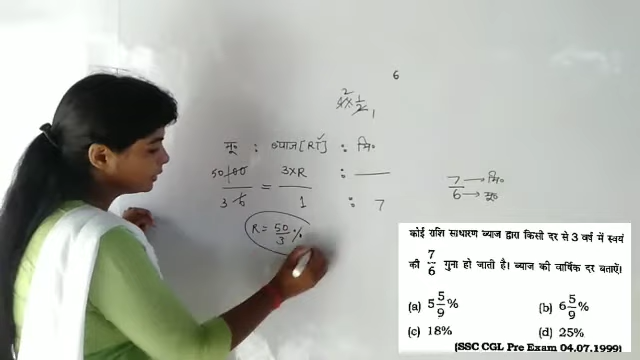 6
मू० : ब्याज [RT] : मि०
50 100 = 3×R : —
3 6 1 : 7
R = 50/3 %
7 → मि०
6 → मू०
कोई राशि साधारण ब्याज द्वारा किसी दर से 3 वर्ष में स्वयं
की 7/6 गुना हो जाती है। ब्याज की वार्षिक दर बताऐं।
(a) 5 5/9 % (b) 6 5/9 %
(c) 18% (d) 25%
(SSC CGL Pre Exam 04.07.1999)